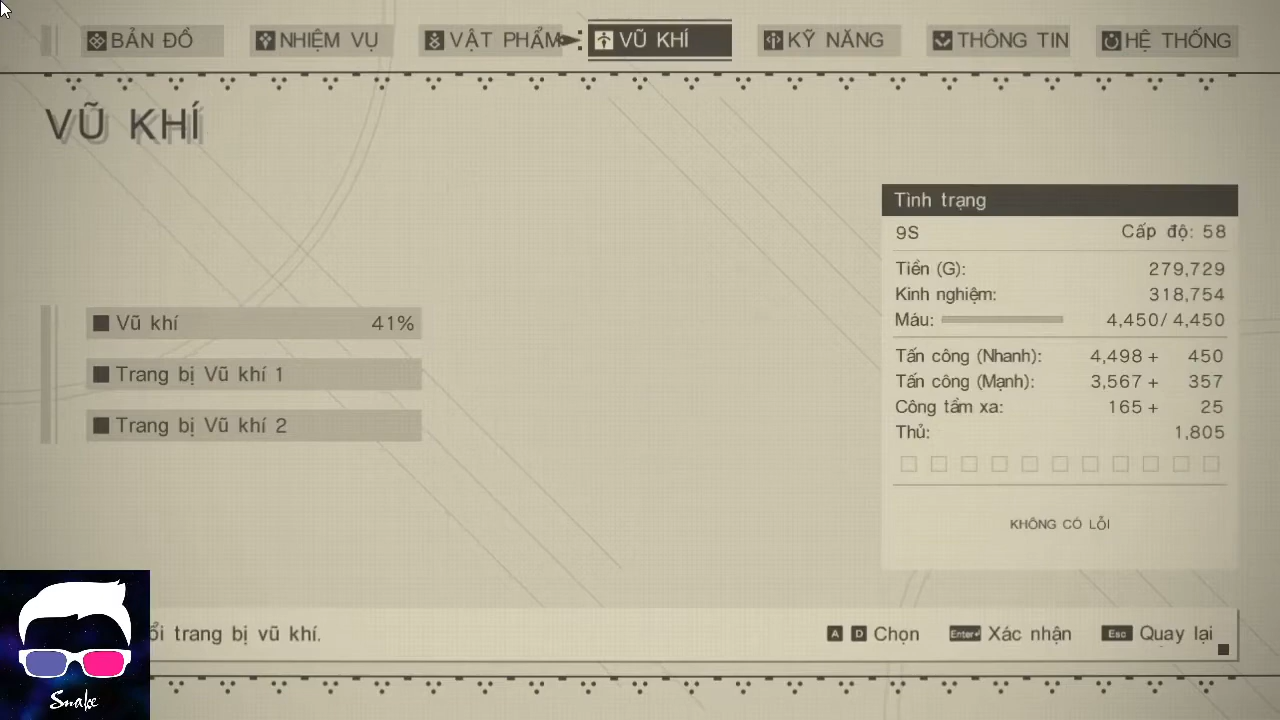 BẢN ĐỒ
NHIỆM VỤ
VẬT PHẨM
VŨ KHÍ
KỸ NĂNG
THÔNG TIN
HỆ THỐNG
VŨ KHÍ
Vũ khí 41%
Trang bị Vũ khí 1
Trang bị Vũ khí 2
Tình trạng
9S Cấp độ: 58
Tiền (G): 279,729
Kinh nghiệm: 318,754
Máu: 4,450/ 4,450
Tấn công (Nhanh): 4,498 + 450
Tấn công (Mạnh): 3,567 + 357
Công tầm xa: 165 + 25
Thủ: 1,805
KHÔNG CÓ LỖI
ổi trang bị vũ khí.
A D Chọn Enter Xác nhận Esc Quay lại
Snake